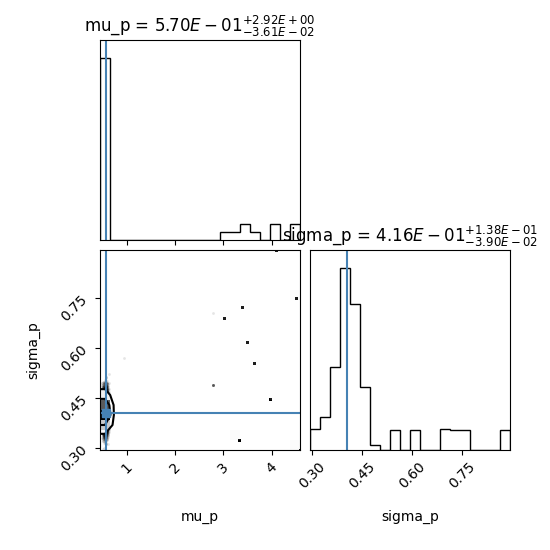 mu_p = 5.70E − 01+2.92E+00−3.61E−02
sigma_p = 4.16E − 01+1.38E−01−3.90E−02
0.75
0.60
0.45
0.30
sigma_p
1 2 3 4
0.30 0.45 0.60 0.75
mu_p sigma_p